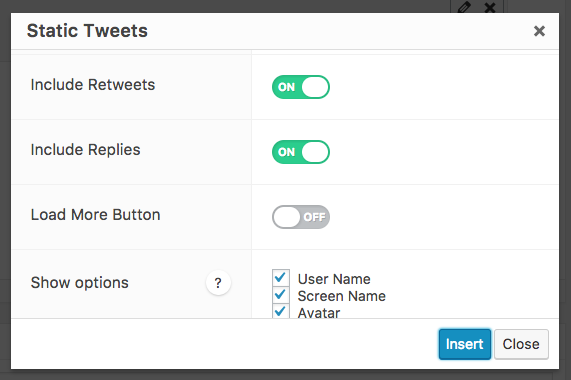 Static Tweets
Include Retweets ON
Include Replies ON
Load More Button OFF
Show options ? User Name
Screen Name
Avatar
Insert Close